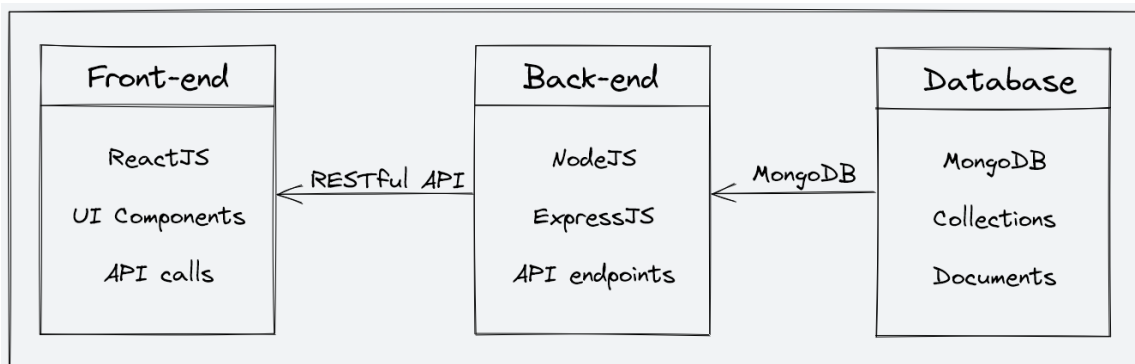 Front-end
ReactJS
UI Components
API calls
RESTful API
Back-end
NodeJS
ExpressJS
API endpoints
MongoDB
Database
MongoDB
Collections
Documents